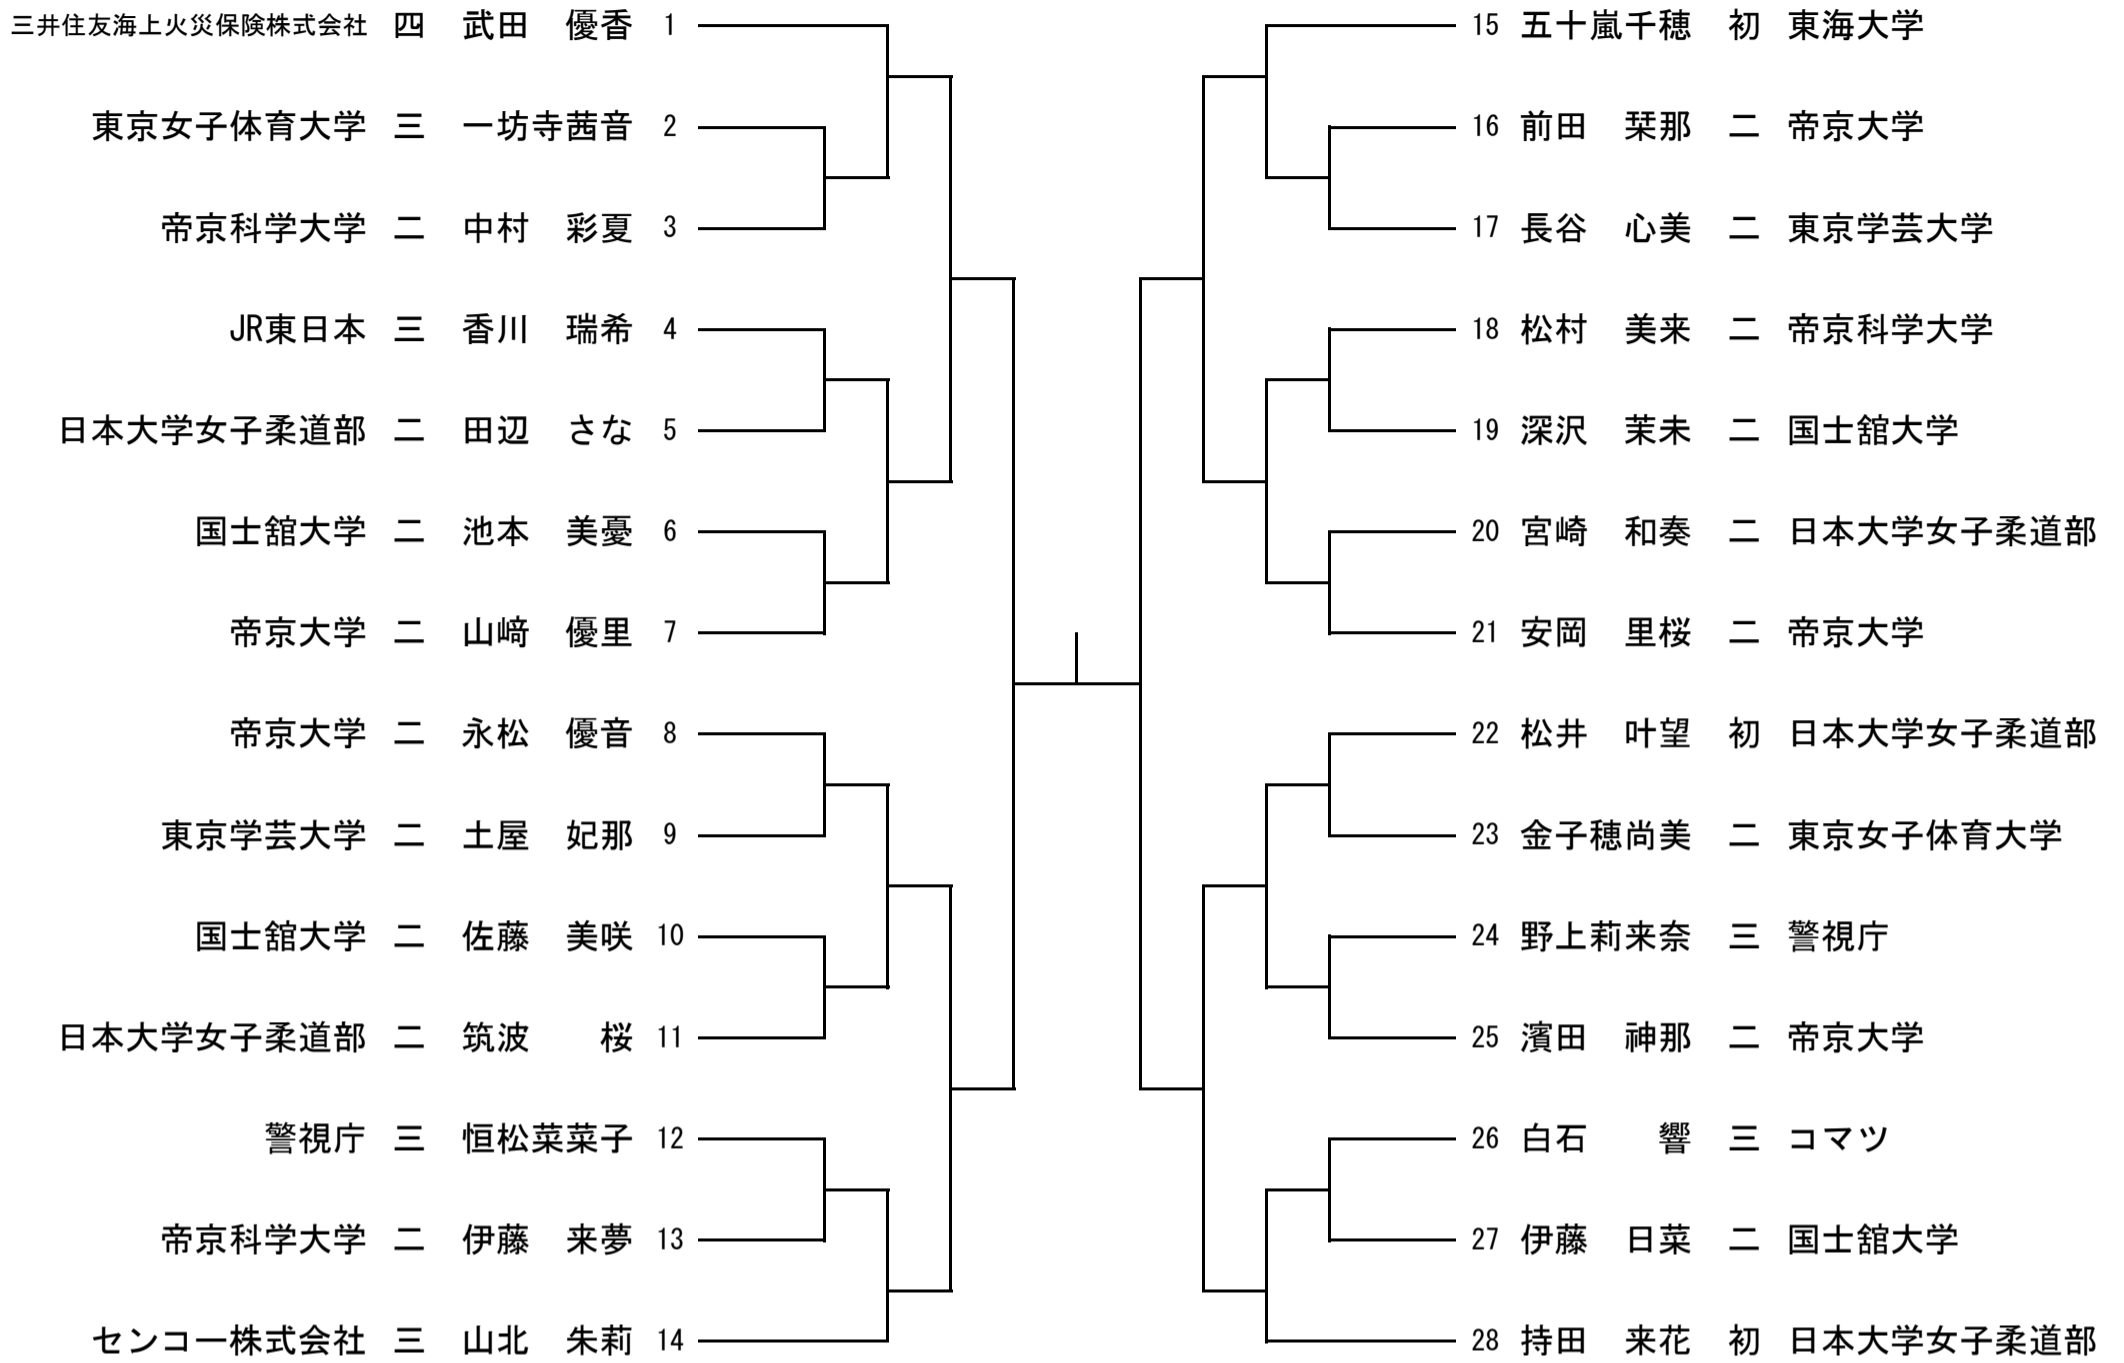 三井住友海上火災保険株式会社 四 武田 優香 1
東京女子体育大学 三 一坊寺茜音 2
帝京科学大学 二 中村 彩夏 3
JR東日本 三 香川 瑞希 4
日本大学女子柔道部 二 田辺 さな 5
国士舘大学 二 池本 美憂 6
帝京大学 二 山﨑 優里 7
帝京大学 二 永松 優音 8
東京学芸大学 二 土屋 妃那 9
国士舘大学 二 佐藤 美咲 10
日本大学女子柔道部 二 筑波 桜 11
警視庁 三 恒松菜菜子 12
帝京科学大学 二 伊藤 来夢 13
センコー株式会社 三 山北 朱莉 14
15 五十嵐千穂 初 東海大学
16 前田 栞那 二 帝京大学
17 長谷 心美 二 東京学芸大学
18 松村 美来 二 帝京科学大学
19 深沢 茉未 二 国士舘大学
20 宮崎 和奏 二 日本大学女子柔道部
21 安岡 里桜 二 帝京大学
22 松井 叶望 初 日本大学女子柔道部
23 金子穂尚美 二 東京女子体育大学
24 野上莉来奈 三 警視庁
25 濱田 神那 二 帝京大学
26 白石 響 三 コマツ
27 伊藤 日菜 二 国士舘大学
28 持田 来花 初 日本大学女子柔道部